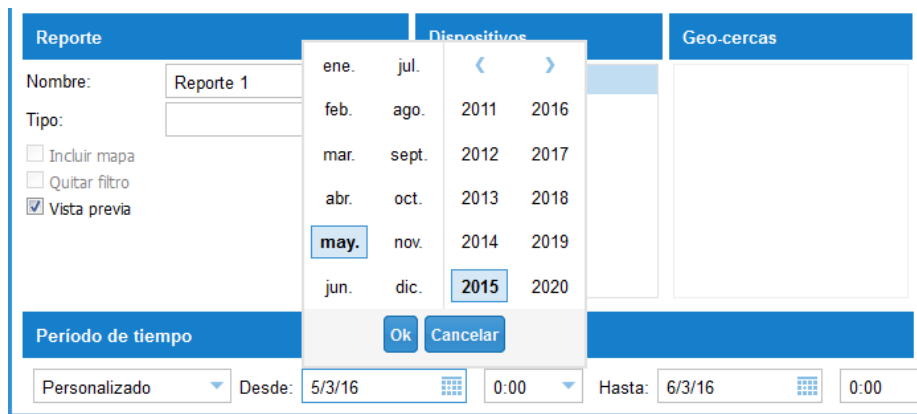 Reporte
Dispositivos
Geo-cercas
Nombre:
Reporte 1
Tipo:
Incluir mapa
Quitar filtro
Vista previa
ene. jul.
feb. ago. 2011 2016
mar. sept. 2012 2017
abr. oct. 2013 2018
may. nov. 2014 2019
jun. dic. 2015 2020
Ok Cancelar
Período de tiempo
Personalizado Desde: 5/3/16 0:00 Hasta: 6/3/16 0:00